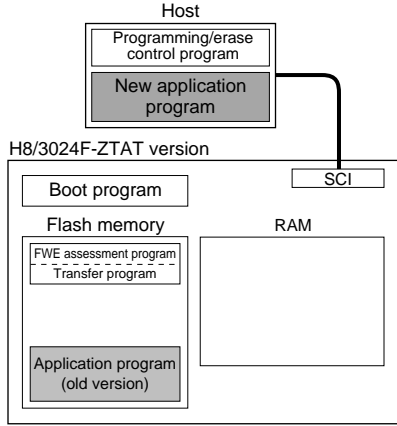 Host
Programming/erase
control program
New application
program
H8/3024F-ZTAT version
SCI
Boot program
Flash memory
RAM
FWE assessment program
Transfer program
Application program
(old version)